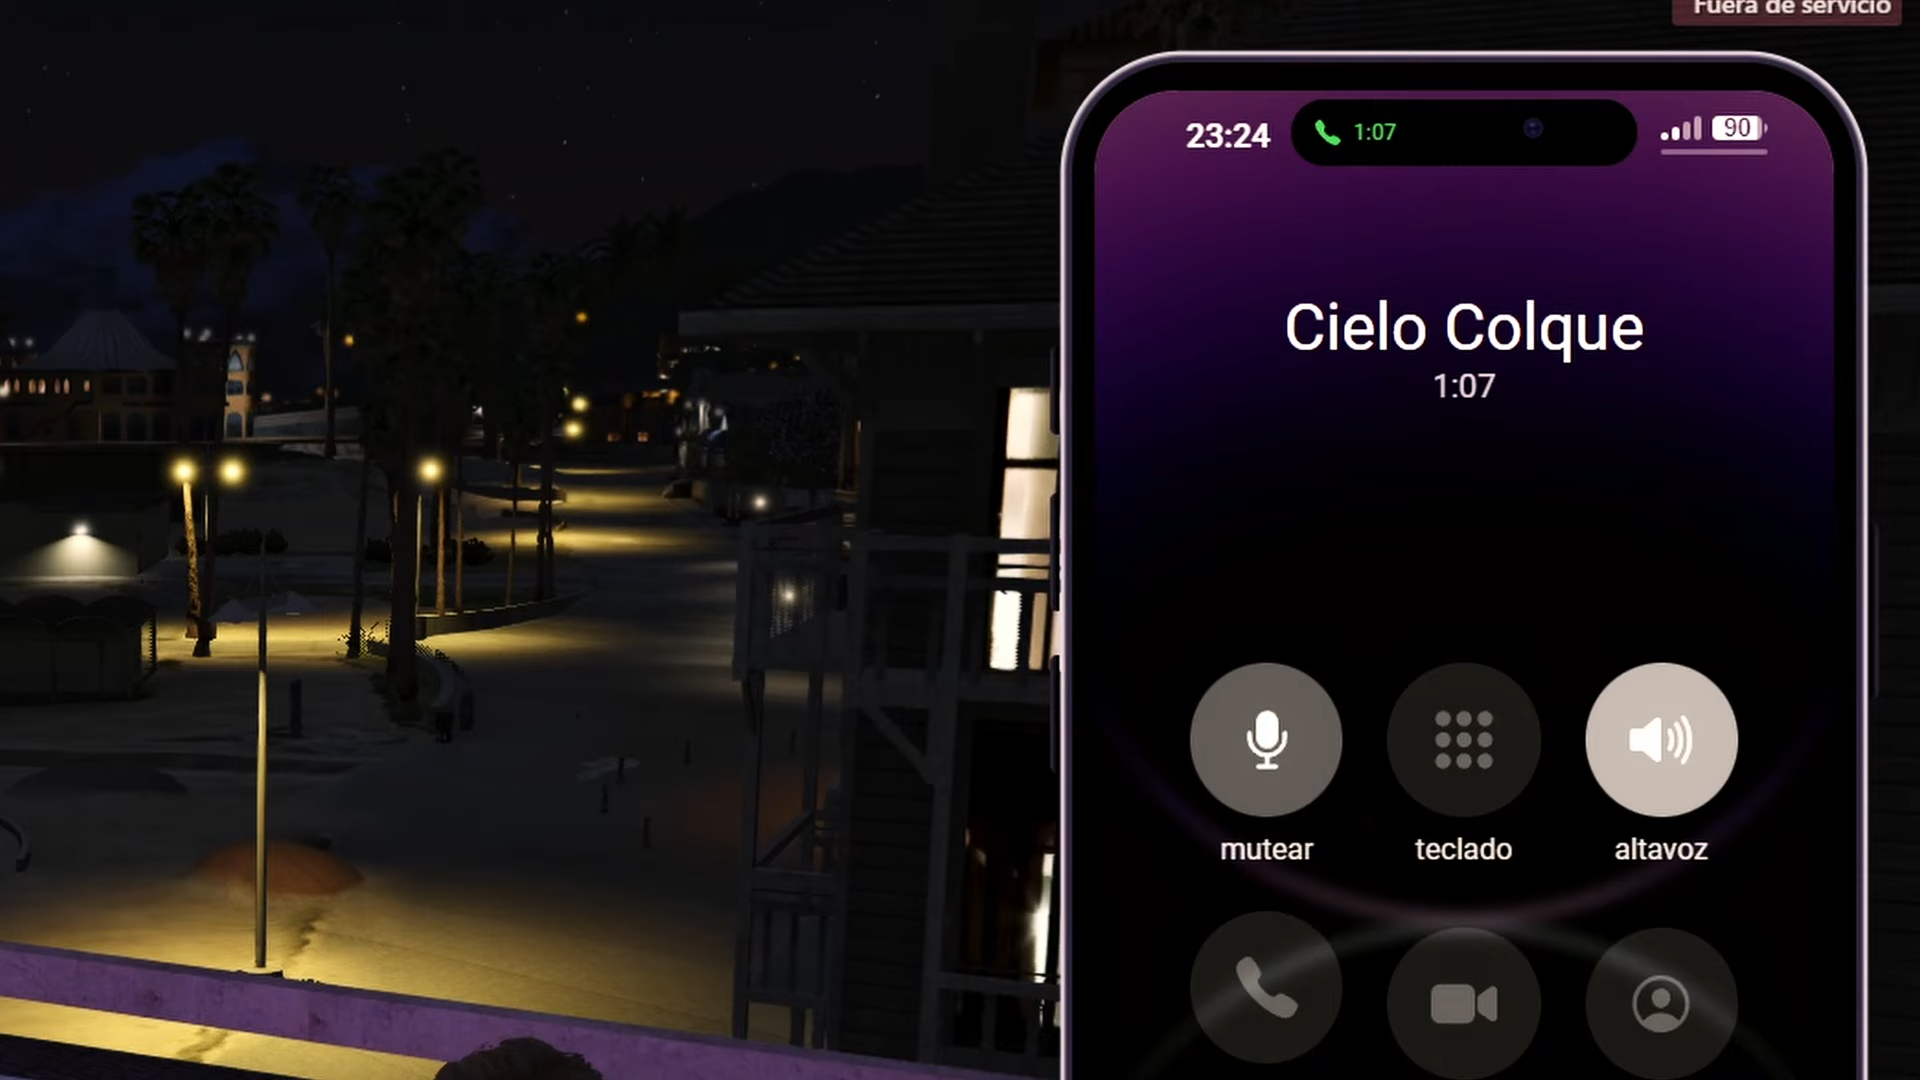 Fuera de servicio
23:24
1:07
90
Cielo Colque
1:07
mutear
teclado
altavoz